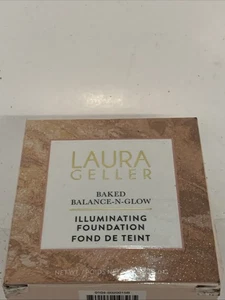 LAURA
GELLER
BAKED
BALANCE-N-GLOW
ILLUMINATING
FOUNDATION
FOND DE TEINT